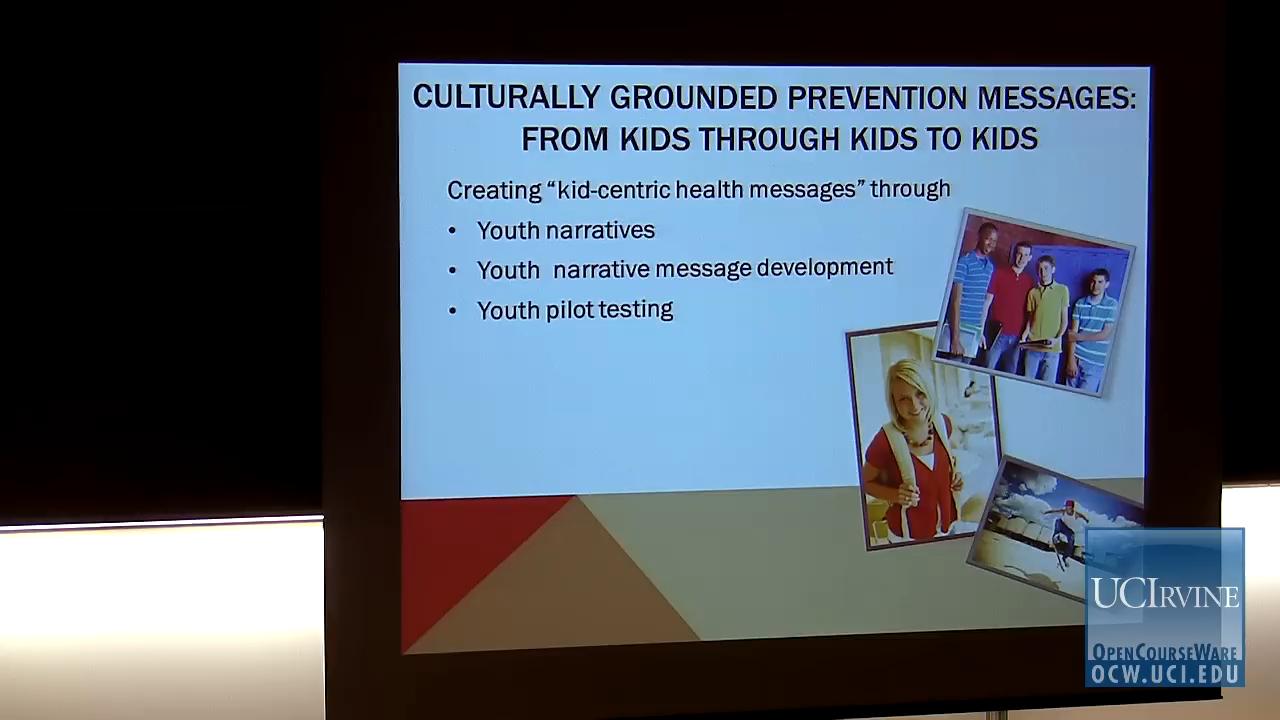 CULTURALLY GROUNDED PREVENTION MESSAGES:
FROM KIDS THROUGH KIDS TO KIDS
Creating “kid-centric health messages” through
• Youth narratives
• Youth narrative message development
• Youth pilot testing
UCIRVINE
OPENCOURSEWARE
OCW.UCI.EDU